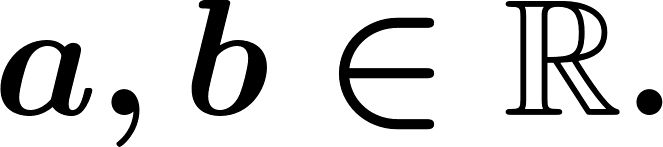 a, b ∈ ℝ.